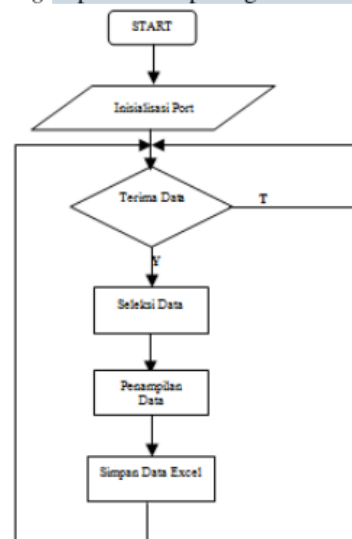 START
Inisialisasi Port
Terima Data
T
Y
Seleksi Data
Penampilan
Data
Simpan Data Excel